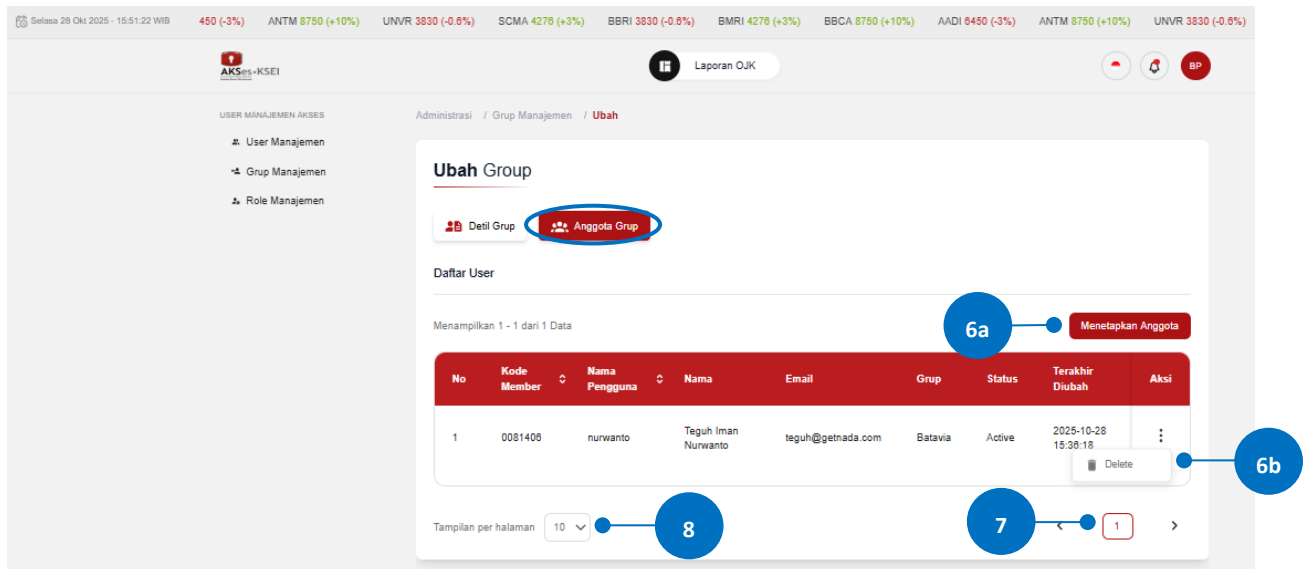 Selasa 28 Okt 2025 - 15:51:22 WIB 450 (-3%) ANTM 8750 (+10%) UNVR 3830 (-0.6%) SCMA 4276 (+3%) BBRI 3830 (-0.6%) BMRI 4276 (+3%) BBCA 8750 (+10%) AADI 6450 (-3%) ANTM 8750 (+10%) UNVR 3830 (-0.6%)
AKSes-KSEI
Laporan OJK
BP
USER MANAJEMEN AKSES
User Manajemen
Grup Manajemen
Role Manajemen
Administrasi / Grup Manajemen / Ubah
Ubah Group
Detil Grup Anggota Grup
Daftar User
Menampilkan 1 - 1 dari 1 Data
6a
Menetapkan Anggota
No Kode Member Nama Pengguna Nama Email Grup Status Terakhir Diubah Aksi
1 0081406 nurwanto Teguh Iman Nurwanto teguh@getnada.com Batavia Active 2025-10-28 15:36:18
Delete
6b
Tampilan per halaman 10
8
7
1